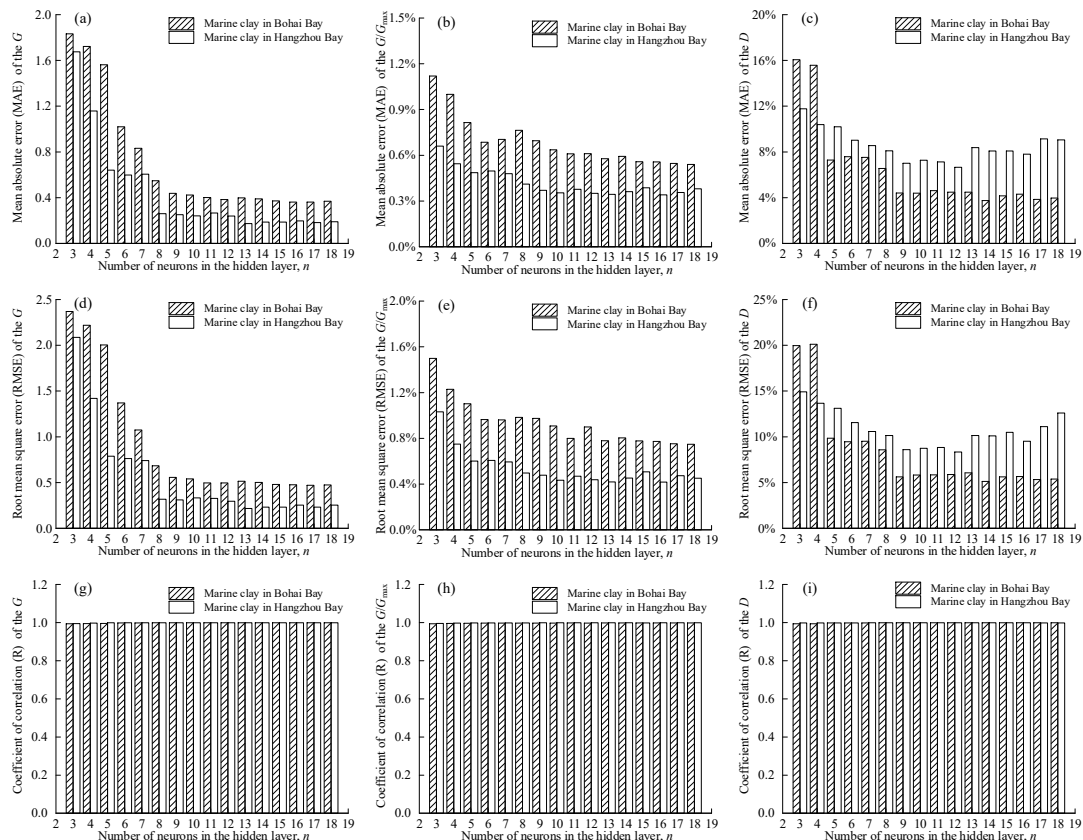 (a)
Marine clay in Bohai Bay
Marine clay in Hangzhou Bay
Mean absolute error (MAE) of the G
2.0
1.6
1.2
0.8
0.4
0.0
2 3 4 5 6 7 8 9 10 11 12 13 14 15 16 17 18 19
Number of neurons in the hidden layer, n
(b)
Marine clay in Bohai Bay
Marine clay in Hangzhou Bay
Mean absolute error (MAE) of the G/Gmax
1.5%
1.2%
0.9%
0.6%
0.3%
0.0%
2 3 4 5 6 7 8 9 10 11 12 13 14 15 16 17 18 19
Number of neurons in the hidden layer, n
(c)
Marine clay in Bohai Bay
Marine clay in Hangzhou Bay
Mean absolute error (MAE) of the D
20%
16%
12%
8%
4%
0%
2 3 4 5 6 7 8 9 10 11 12 13 14 15 16 17 18 19
Number of neurons in the hidden layer, n
(d)
Marine clay in Bohai Bay
Marine clay in Hangzhou Bay
Root mean square error (RMSE) of the G
2.5
2.0
1.5
1.0
0.5
0.0
2 3 4 5 6 7 8 9 10 11 12 13 14 15 16 17 18 19
Number of neurons in the hidden layer, n
(e)
Marine clay in Bohai Bay
Marine clay in Hangzhou Bay
Root mean square error (RMSE) of the G/Gmax
2.0%
1.6%
1.2%
0.8%
0.4%
0.0%
2 3 4 5 6 7 8 9 10 11 12 13 14 15 16 17 18 19
Number of neurons in the hidden layer, n
(f)
Marine clay in Bohai Bay
Marine clay in Hangzhou Bay
Root mean square error (RMSE) of the D
25%
20%
15%
10%
5%
0%
2 3 4 5 6 7 8 9 10 11 12 13 14 15 16 17 18 19
Number of neurons in the hidden layer, n
(g)
Marine clay in Bohai Bay
Marine clay in Hangzhou Bay
Coefficient of correlation (R) of the G
1.2
1.0
0.8
0.6
0.4
0.2
0.0
2 3 4 5 6 7 8 9 10 11 12 13 14 15 16 17 18 19
Number of neurons in the hidden layer, n
(h)
Marine clay in Bohai Bay
Marine clay in Hangzhou Bay
Coefficient of correlation (R) of the G/Gmax
1.2
1.0
0.8
0.6
0.4
0.2
0.0
2 3 4 5 6 7 8 9 10 11 12 13 14 15 16 17 18 19
Number of neurons in the hidden layer, n
(i)
Marine clay in Bohai Bay
Marine clay in Hangzhou Bay
Coefficient of correlation (R) of the D
1.2
1.0
0.8
0.6
0.4
0.2
0.0
2 3 4 5 6 7 8 9 10 11 12 13 14 15 16 17 18 19
Number of neurons in the hidden layer, n